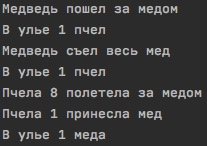 Медведь пошел за медом
В улье 1 пчел
Медведь съел весь мед
В улье 1 пчел
Пчела 8 полетела за медом
Пчела 1 принесла мед
В улье 1 меда